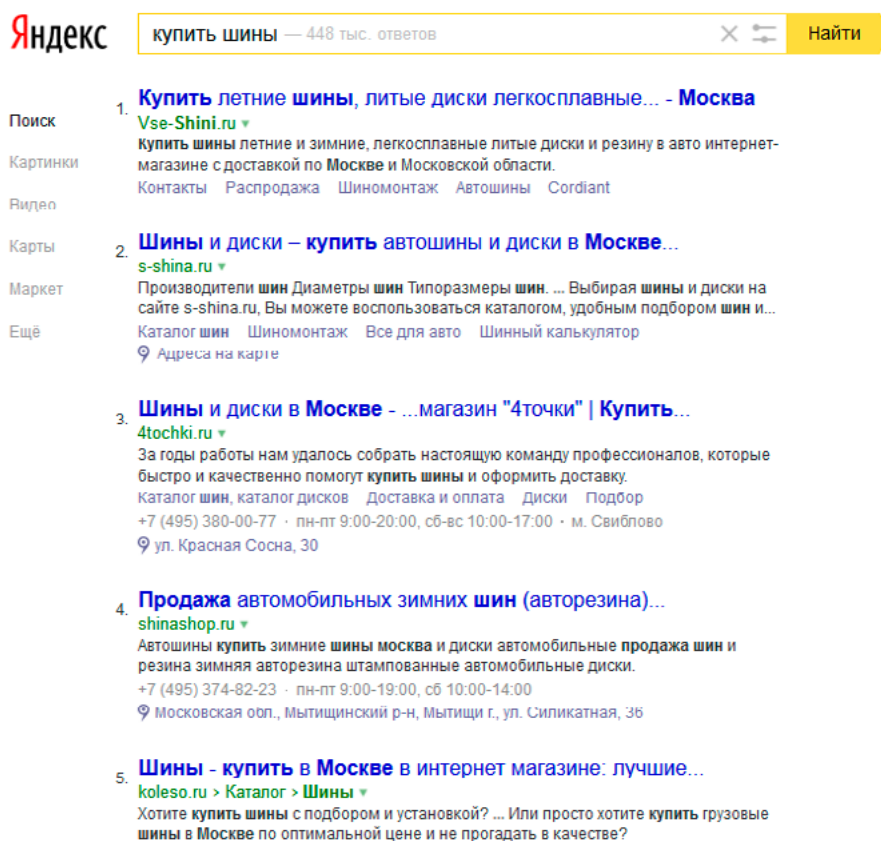 Яндекс
купить шины — 448 тыс. ответов
Найти
Поиск
Картинки
Видео
Карты
Маркет
Ещё
1. Купить летние шины, литые диски легкосплавные... - Москва
Vse-Shini.ru
Купить шины летние и зимние, легкосплавные литые диски и резину в авто интернет-
магазине с доставкой по Москве и Московской области.
Контакты Распродажа Шиномонтаж Автошины Cordiant
2. Шины и диски – купить автошины и диски в Москве...
s-shina.ru
Производители шин Диаметры шин Типоразмеры шин. ... Выбирая шины и диски на
сайте s-shina.ru, Вы можете воспользоваться каталогом, удобным подбором шин и...
Каталог шин Шиномонтаж Все для авто Шинный калькулятор
Адреса на карте
3. Шины и диски в Москве - ...магазин "4точки" | Купить...
4tochki.ru
За годы работы нам удалось собрать настоящую команду профессионалов, которые
быстро и качественно помогут купить шины и оформить доставку.
Каталог шин, каталог дисков Доставка и оплата Диски Подбор
+7 (495) 380-00-77 · пн-пт 9:00-20:00, сб-вс 10:00-17:00 · м. Свиблово
ул. Красная Сосна, 30
4. Продажа автомобильных зимних шин (авторезина)...
shinashop.ru
Автошины купить зимние шины москва и диски автомобильные продажа шин и
резина зимняя авторезина штампованные автомобильные диски.
+7 (495) 374-82-23 · пн-пт 9:00-19:00, сб 10:00-14:00
Московская обл., Мытищинский р-н, Мытищи г., ул. Силикатная, 36
5. Шины - купить в Москве в интернет магазине: лучшие...
koleso.ru › Каталог › Шины
Хотите купить шины с подбором и установкой? ... Или просто хотите купить грузовые
шины в Москве по оптимальной цене и не прогадать в качестве?